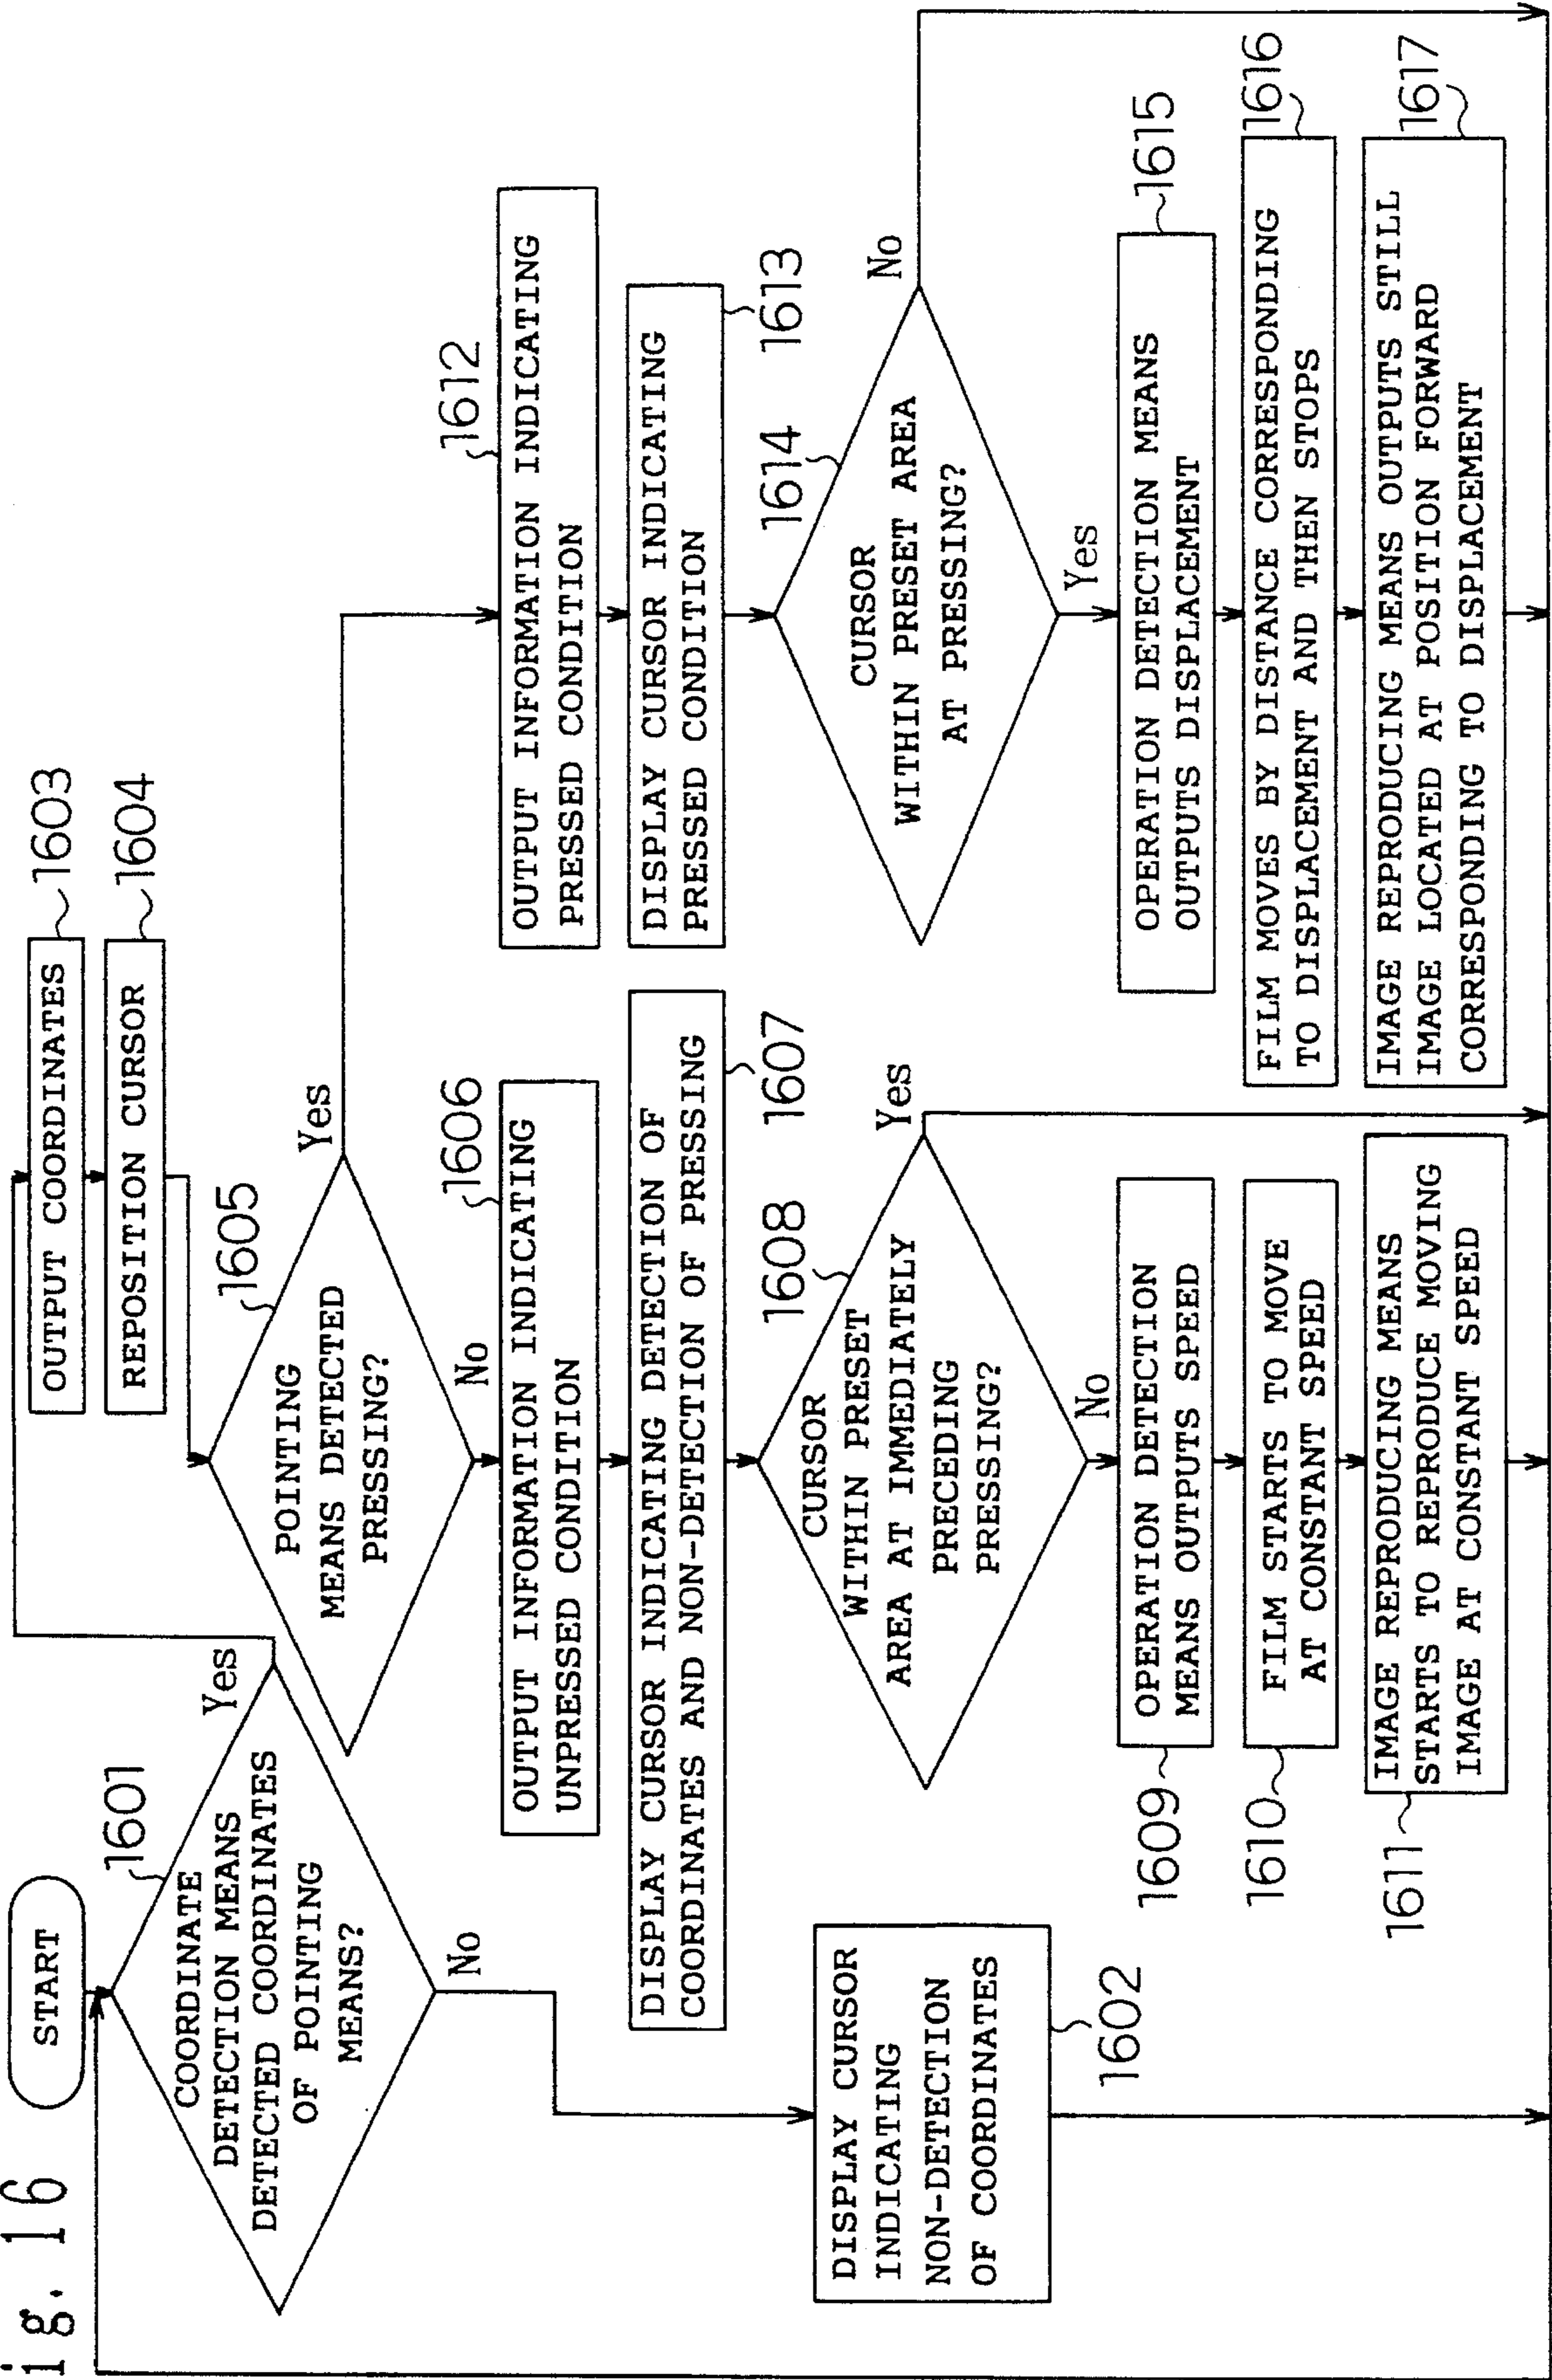 ig. 16
START
COORDINATE
DETECTION MEANS
DETECTED COORDINATES
OF POINTING
MEANS?
1601
Yes
No
DISPLAY CURSOR
INDICATING
NON-DETECTION
OF COORDINATES
1602
OUTPUT COORDINATES
1603
REPOSITION CURSOR
1604
POINTING
MEANS DETECTED
PRESSING?
1605
Yes
No
OUTPUT INFORMATION INDICATING
UNPRESSED CONDITION
1606
DISPLAY CURSOR INDICATING DETECTION OF
COORDINATES AND NON-DETECTION OF PRESSING
1607
CURSOR
WITHIN PRESET
AREA AT IMMEDIATELY
PRECEDING
PRESSING?
1608
Yes
No
OPERATION DETECTION
MEANS OUTPUTS SPEED
1609
FILM STARTS TO MOVE
AT CONSTANT SPEED
1610
IMAGE REPRODUCING MEANS
STARTS TO REPRODUCE MOVING
IMAGE AT CONSTANT SPEED
1611
OUTPUT INFORMATION INDICATING
PRESSED CONDITION
1612
DISPLAY CURSOR INDICATING
PRESSED CONDITION
1613
CURSOR
WITHIN PRESET AREA
AT PRESSING?
1614
No
Yes
OPERATION DETECTION MEANS
OUTPUTS DISPLACEMENT
1615
FILM MOVES BY DISTANCE CORRESPONDING
TO DISPLACEMENT AND THEN STOPS
1616
IMAGE REPRODUCING MEANS OUTPUTS STILL
IMAGE LOCATED AT POSITION FORWARD
CORRESPONDING TO DISPLACEMENT
1617